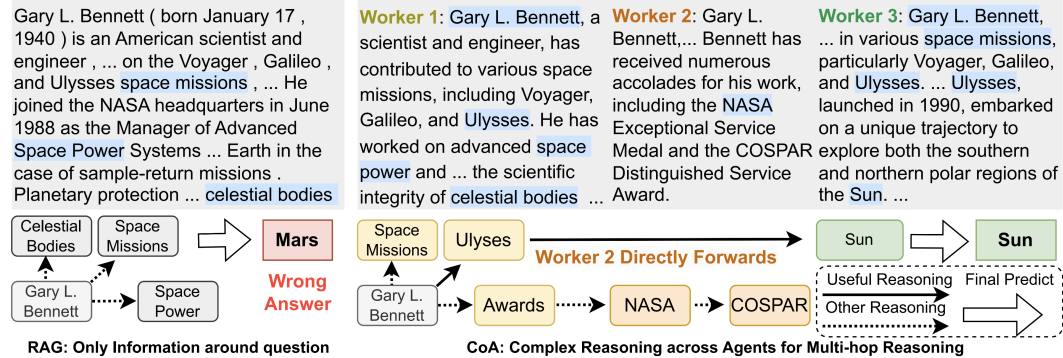 Gary L. Bennett ( born January 17 ,
1940 ) is an American scientist and
engineer , ... on the Voyager , Galileo ,
and Ulysses space missions , ... He
joined the NASA headquarters in June
1988 as the Manager of Advanced
Space Power Systems ... Earth in the
case of sample-return missions .
Planetary protection ... celestial bodies
Worker 1: Gary L. Bennett, a
scientist and engineer, has
contributed to various space
missions, including Voyager,
Galileo, and Ulysses. He has
worked on advanced space
power and ... the scientific
integrity of celestial bodies ...
Worker 2: Gary L.
Bennett,... Bennett has
received numerous
accolades for his work,
including the NASA
Exceptional Service
Medal and the COSPAR
Distinguished Service
Award.
Worker 3: Gary L. Bennett,
... in various space missions,
particularly Voyager, Galileo,
and Ulysses. ... Ulysses,
launched in 1990, embarked
on a unique trajectory to
explore both the southern
and northern polar regions of
the Sun. ...
Celestial
Bodies
Space
Missions
Mars
Gary L.
Bennett
Space
Power
Wrong
Answer
RAG: Only Information around question
Space
Missions
Ulyses
Worker 2 Directly Forwards
Sun
Sun
Gary L.
Bennett
Awards
NASA
COSPAR
Useful Reasoning
Final Predict
Other Reasoning
CoA: Complex Reasoning across Agents for Multi-hop Reasoning